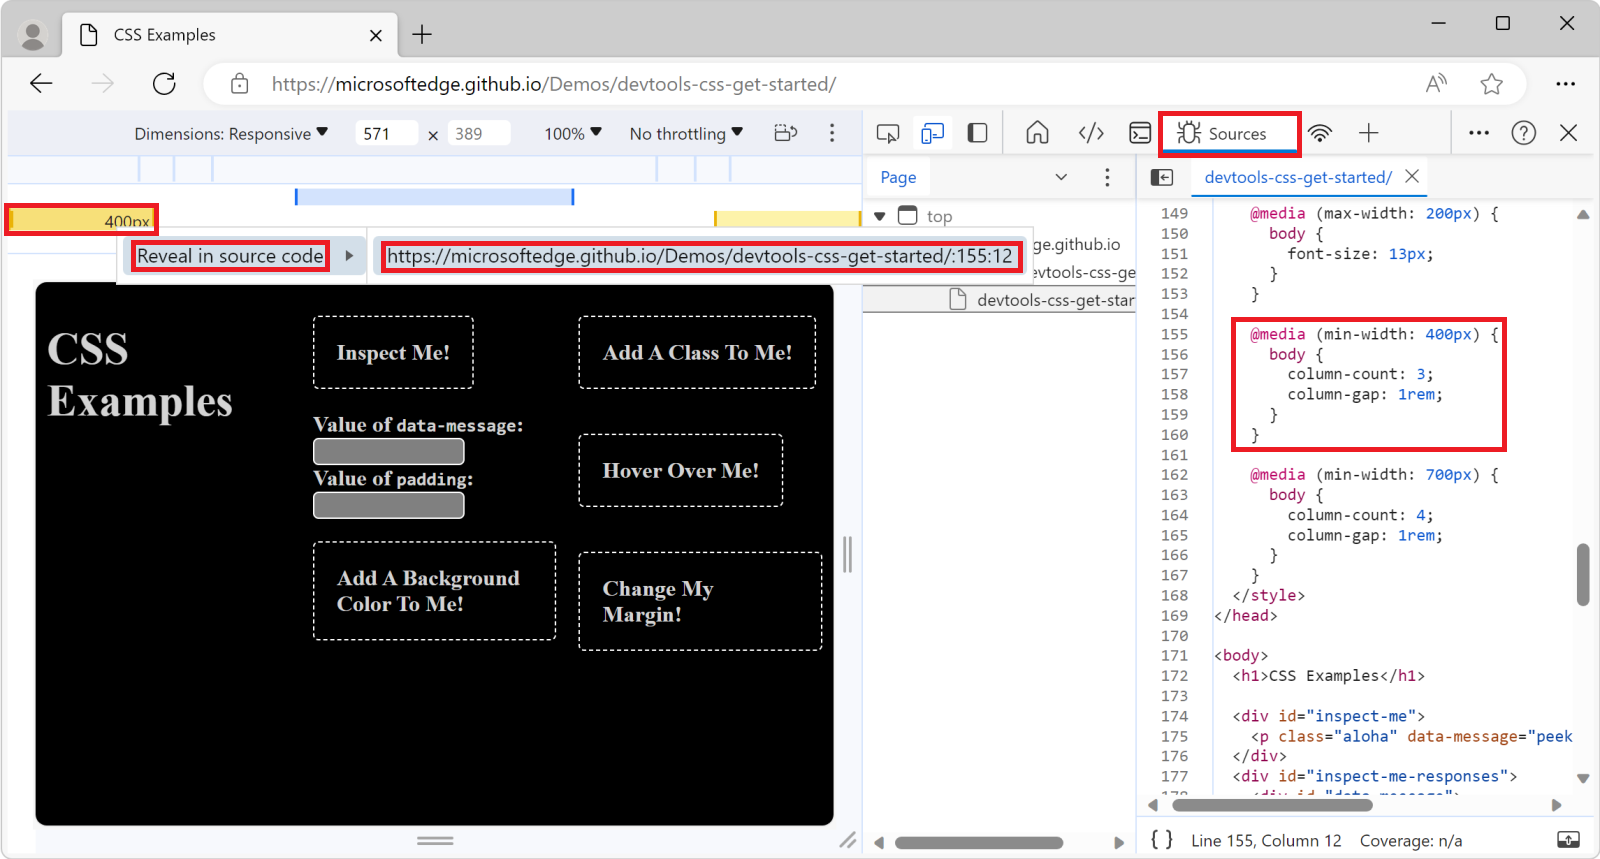 CSS Examples
https://microsoftedge.github.io/Demos/devtools-css-get-started/
Dimensions: Responsive 571 × 389 100% No throttling
Sources
Page
devtools-css-get-started/
400px
top
ge.github.io
evtools-css-ge
devtools-css-get-star
Reveal in source code
https://microsoftedge.github.io/Demos/devtools-css-get-started/:155:12
CSS
Examples
Inspect Me!
Value of data-message:
Value of padding:
Add A Background
Color To Me!
Add A Class To Me!
Hover Over Me!
Change My
Margin!
149 @media (max-width: 200px) {
150 body {
151 font-size: 13px;
152 }
153 }
154
155 @media (min-width: 400px) {
156 body {
157 column-count: 3;
158 column-gap: 1rem;
159 }
160 }
161
162 @media (min-width: 700px) {
163 body {
164 column-count: 4;
165 column-gap: 1rem;
166 }
167 }
168 </style>
169 </head>
170
171 <body>
172 <h1>CSS Examples</h1>
173
174 <div id="inspect-me">
175 <p class="aloha" data-message="peek
176 </div>
177 <div id="inspect-me-responses">
{ } Line 155, Column 12 Coverage: n/a